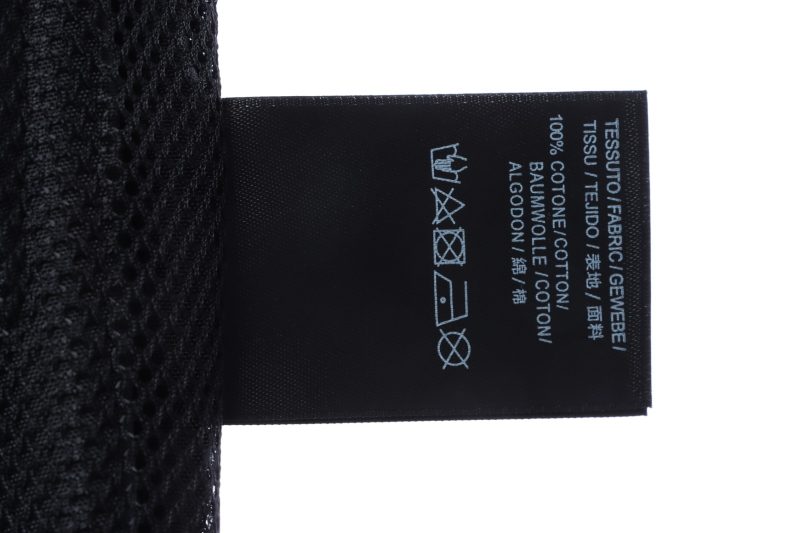 TESSUTO / FABRIC / GEWEBE /
TISSU / TEJIDO / 表地 / 面料
100% COTONE / COTTON /
BAUMWOLLE / COTON /
ALGODON / 綿 / 棉